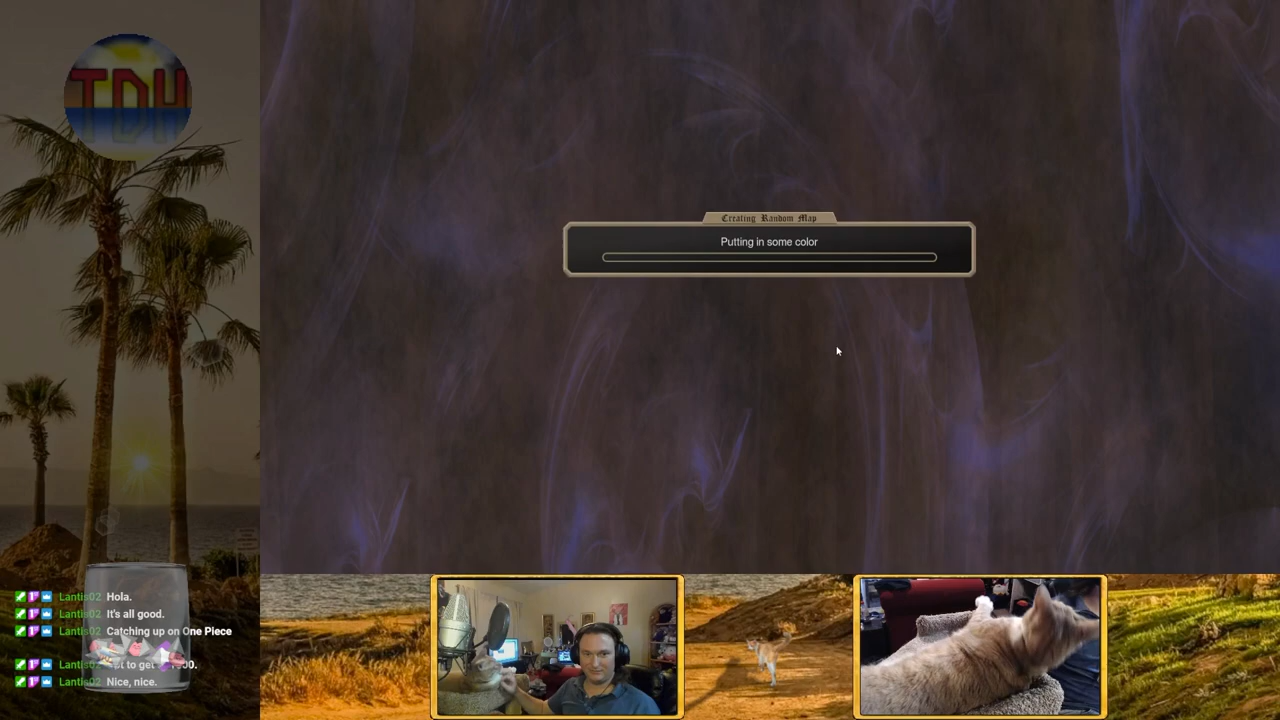 TDH
Creating Random Map
Putting in some color
Lantis02 Hola.
Lantis02 It's all good.
Lantis02 Catching up on One Piece
Lantis02 Nice, nice.